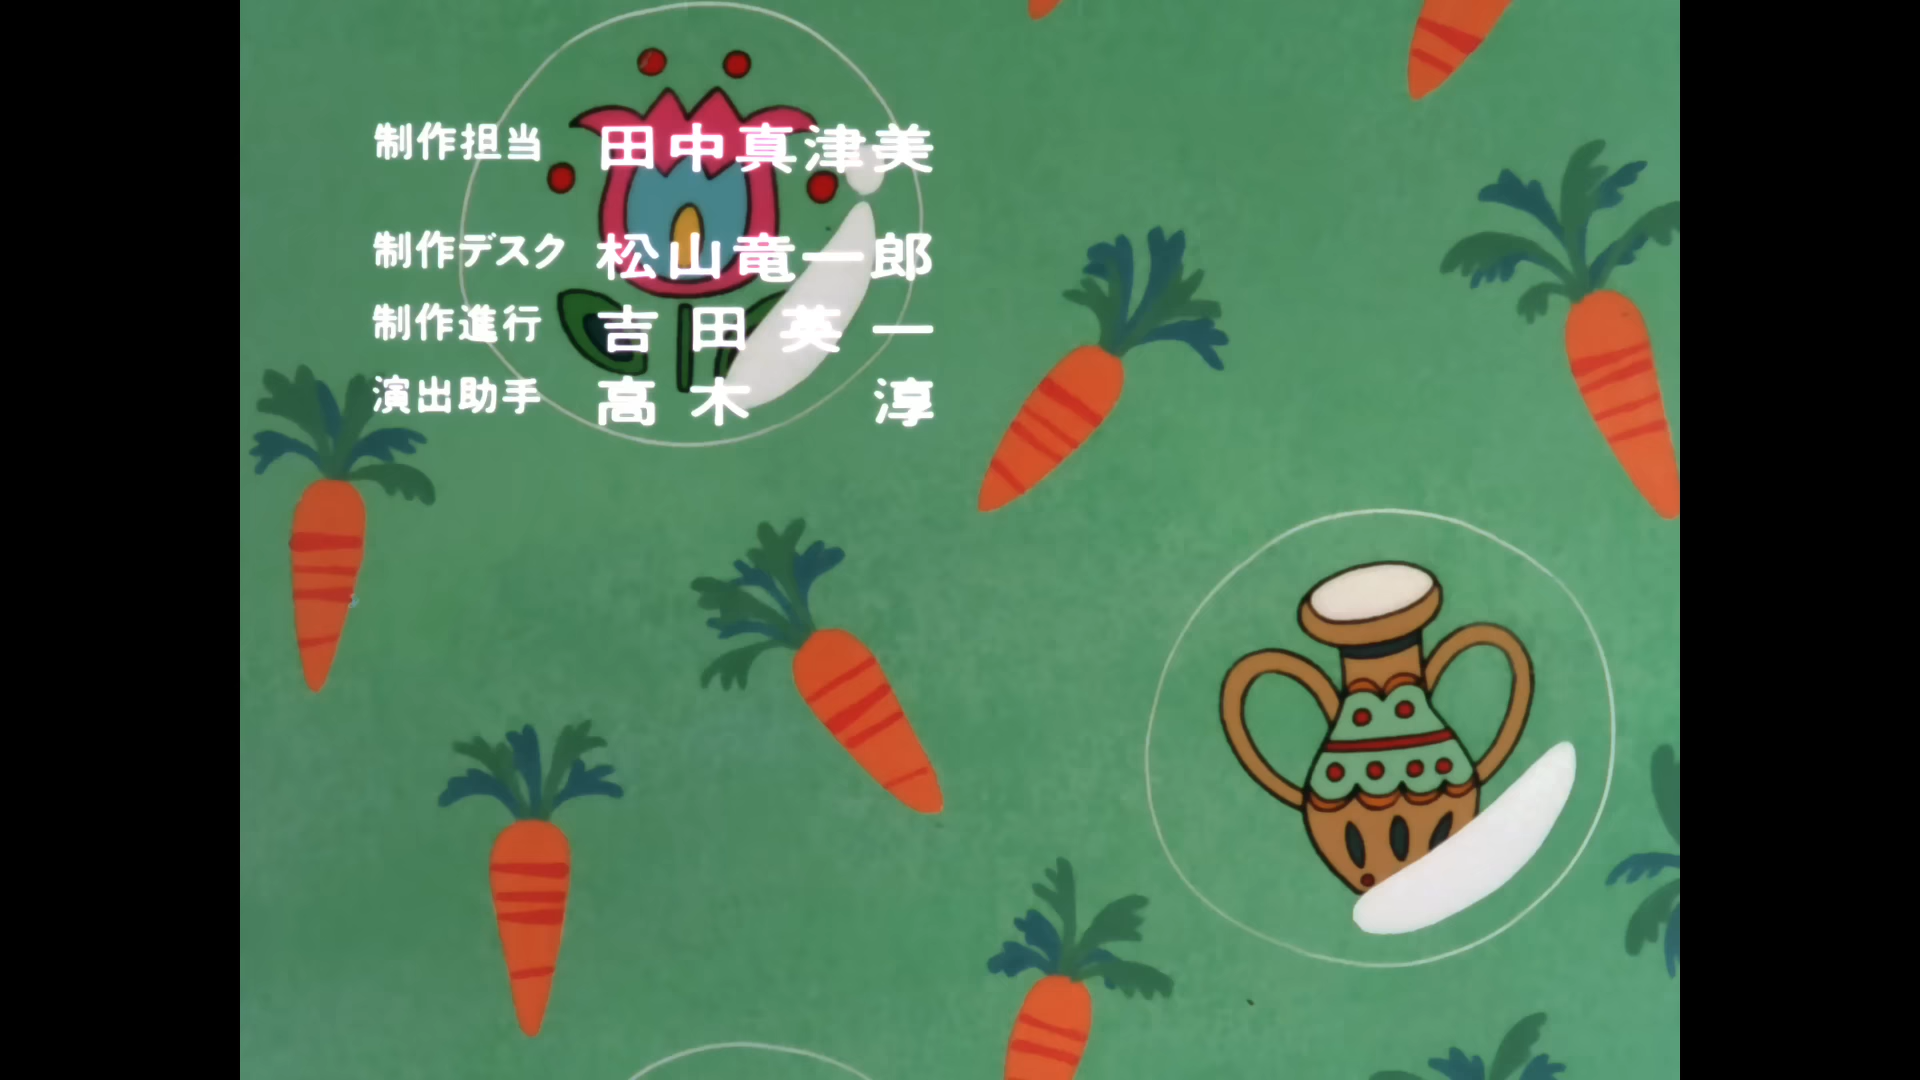 制作担当 田中真津美
制作デスク 松山竜一郎
制作進行 吉田英一
演出助手 高木 淳